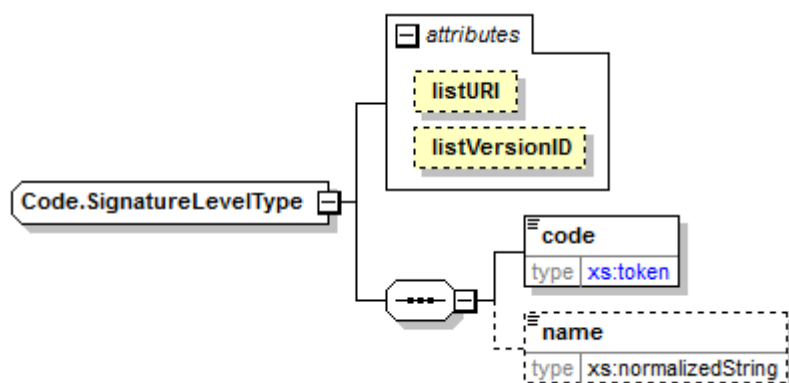 attributes
listURI
listVersionID
Code.SignatureLevelType
code
type xs:token
name
type xs:normalizedString